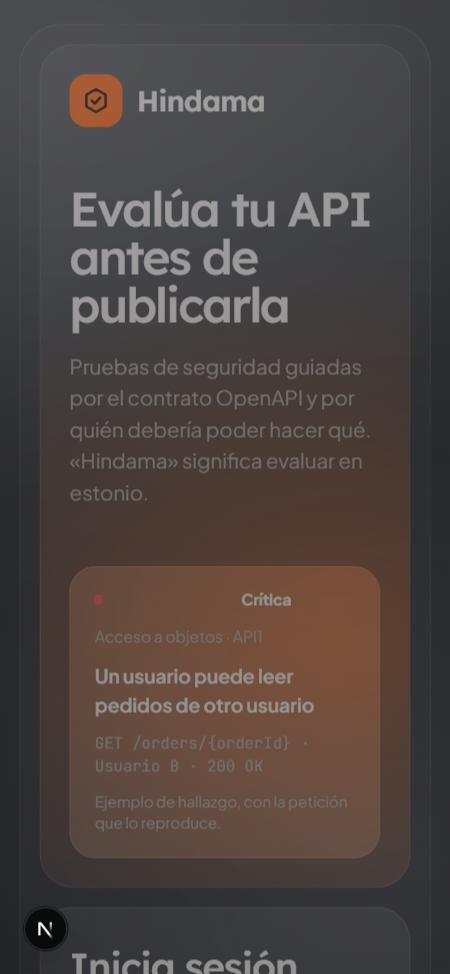 Hindama
Evalúa tu API
antes de
publicarla
Pruebas de seguridad guiadas
por el contrato OpenAPI y por
quién debería poder hacer qué.
«Hindama» significa evaluar en
estonio.
Crítica
Acceso a objetos · API1
Un usuario puede leer
pedidos de otro usuario
GET /orders/{orderId} ·
Usuario B · 200 OK
Ejemplo de hallazgo, con la petición
que lo reproduce.
N
Inicia sesión